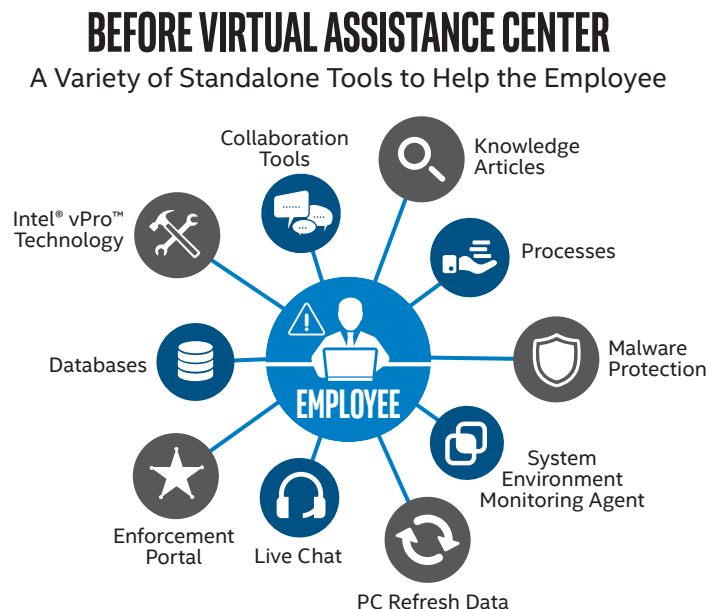 BEFORE VIRTUAL ASSISTANCE CENTER
A Variety of Standalone Tools to Help the Employee
Collaboration
Tools
Knowledge
Articles
Intel® vPro™
Technology
Processes
Databases
Malware
Protection
EMPLOYEE
System
Environment
Monitoring Agent
Enforcement
Portal
Live Chat
PC Refresh Data